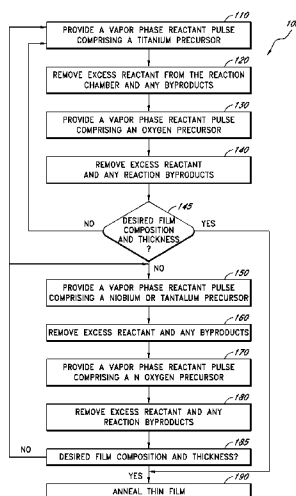 100
110
PROVIDE A VAPOR PHASE REACTANT PULSE
COMPRISING A TITANIUM PRECURSOR
120
REMOVE EXCESS REACTANT FROM THE REACTION
CHAMBER AND ANY BYPRODUCTS
130
PROVIDE A VAPOR PHASE REACTANT PULSE
COMPRISING AN OXYGEN PRECURSOR
140
REMOVE EXCESS REACTANT
AND ANY REACTION BYPRODUCTS
145
NO
DESIRED FILM
COMPOSITION
AND THICKNESS
?
YES
NO
150
PROVIDE A VAPOR PHASE REACTANT PULSE
COMPRISING A NIOBIUM OR TANTALUM PRECURSOR
160
REMOVE EXCESS REACTANT AND ANY BYPRODUCTS
170
PROVIDE A VAPOR PHASE REACTANT PULSE
COMPRISING A N OXYGEN PRECURSOR
180
REMOVE EXCESS REACTANT AND ANY
REACTION BYPRODUCTS
185
NO
DESIRED FILM COMPOSITION AND THICKNESS?
YES
190
ANNEAL THIN FILM